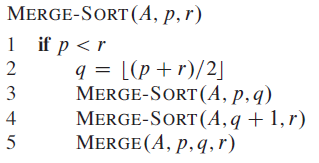 MERGE-SORT(A, p, r)
1 if p < r
2 q = ⌊(p + r)/2⌋
3 MERGE-SORT(A, p, q)
4 MERGE-SORT(A, q + 1, r)
5 MERGE(A, p, q, r)